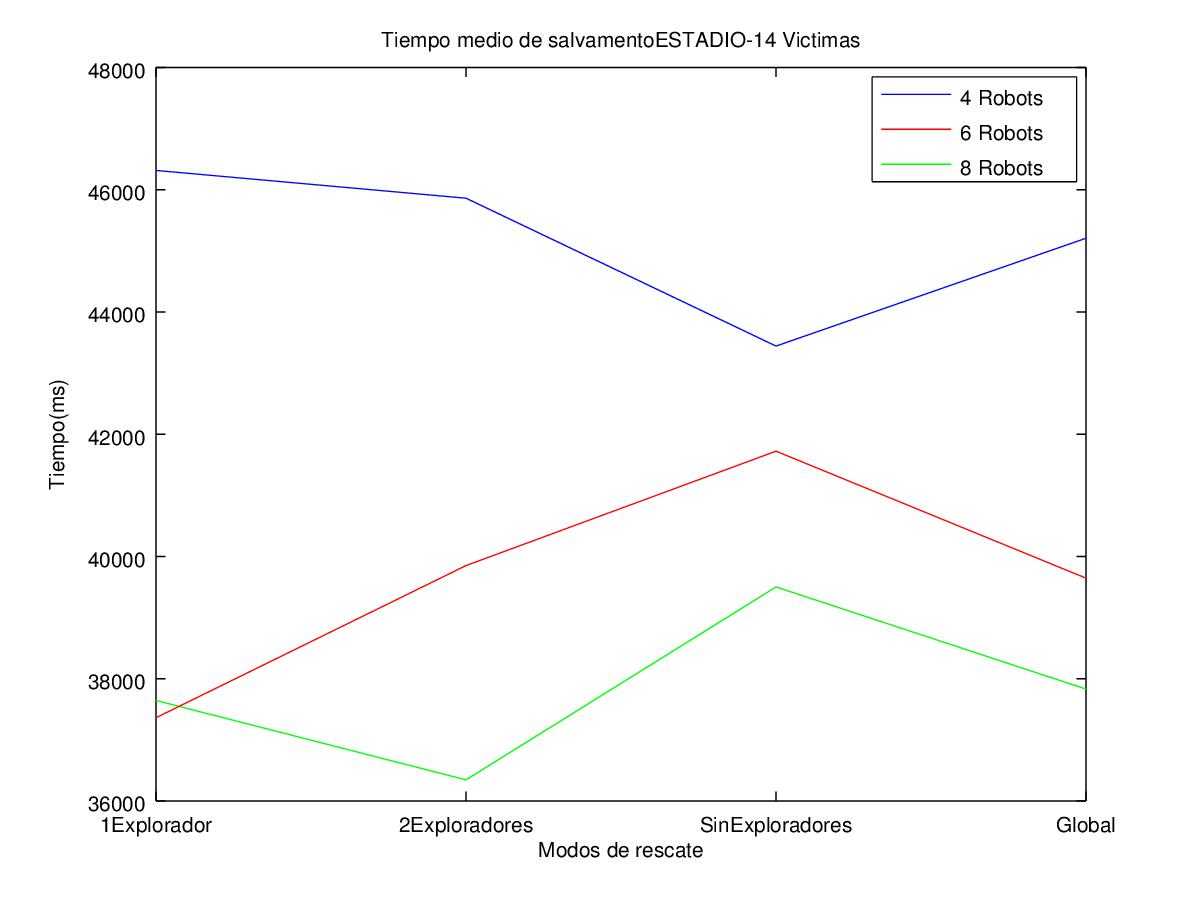 Tiempo medio de salvamentoESTADIO-14 Victimas
48000
46000
44000
42000
40000
38000
36000
Tiempo(ms)
4 Robots
6 Robots
8 Robots
1Explorador
2Exploradores
SinExploradores
Global
Modos de rescate